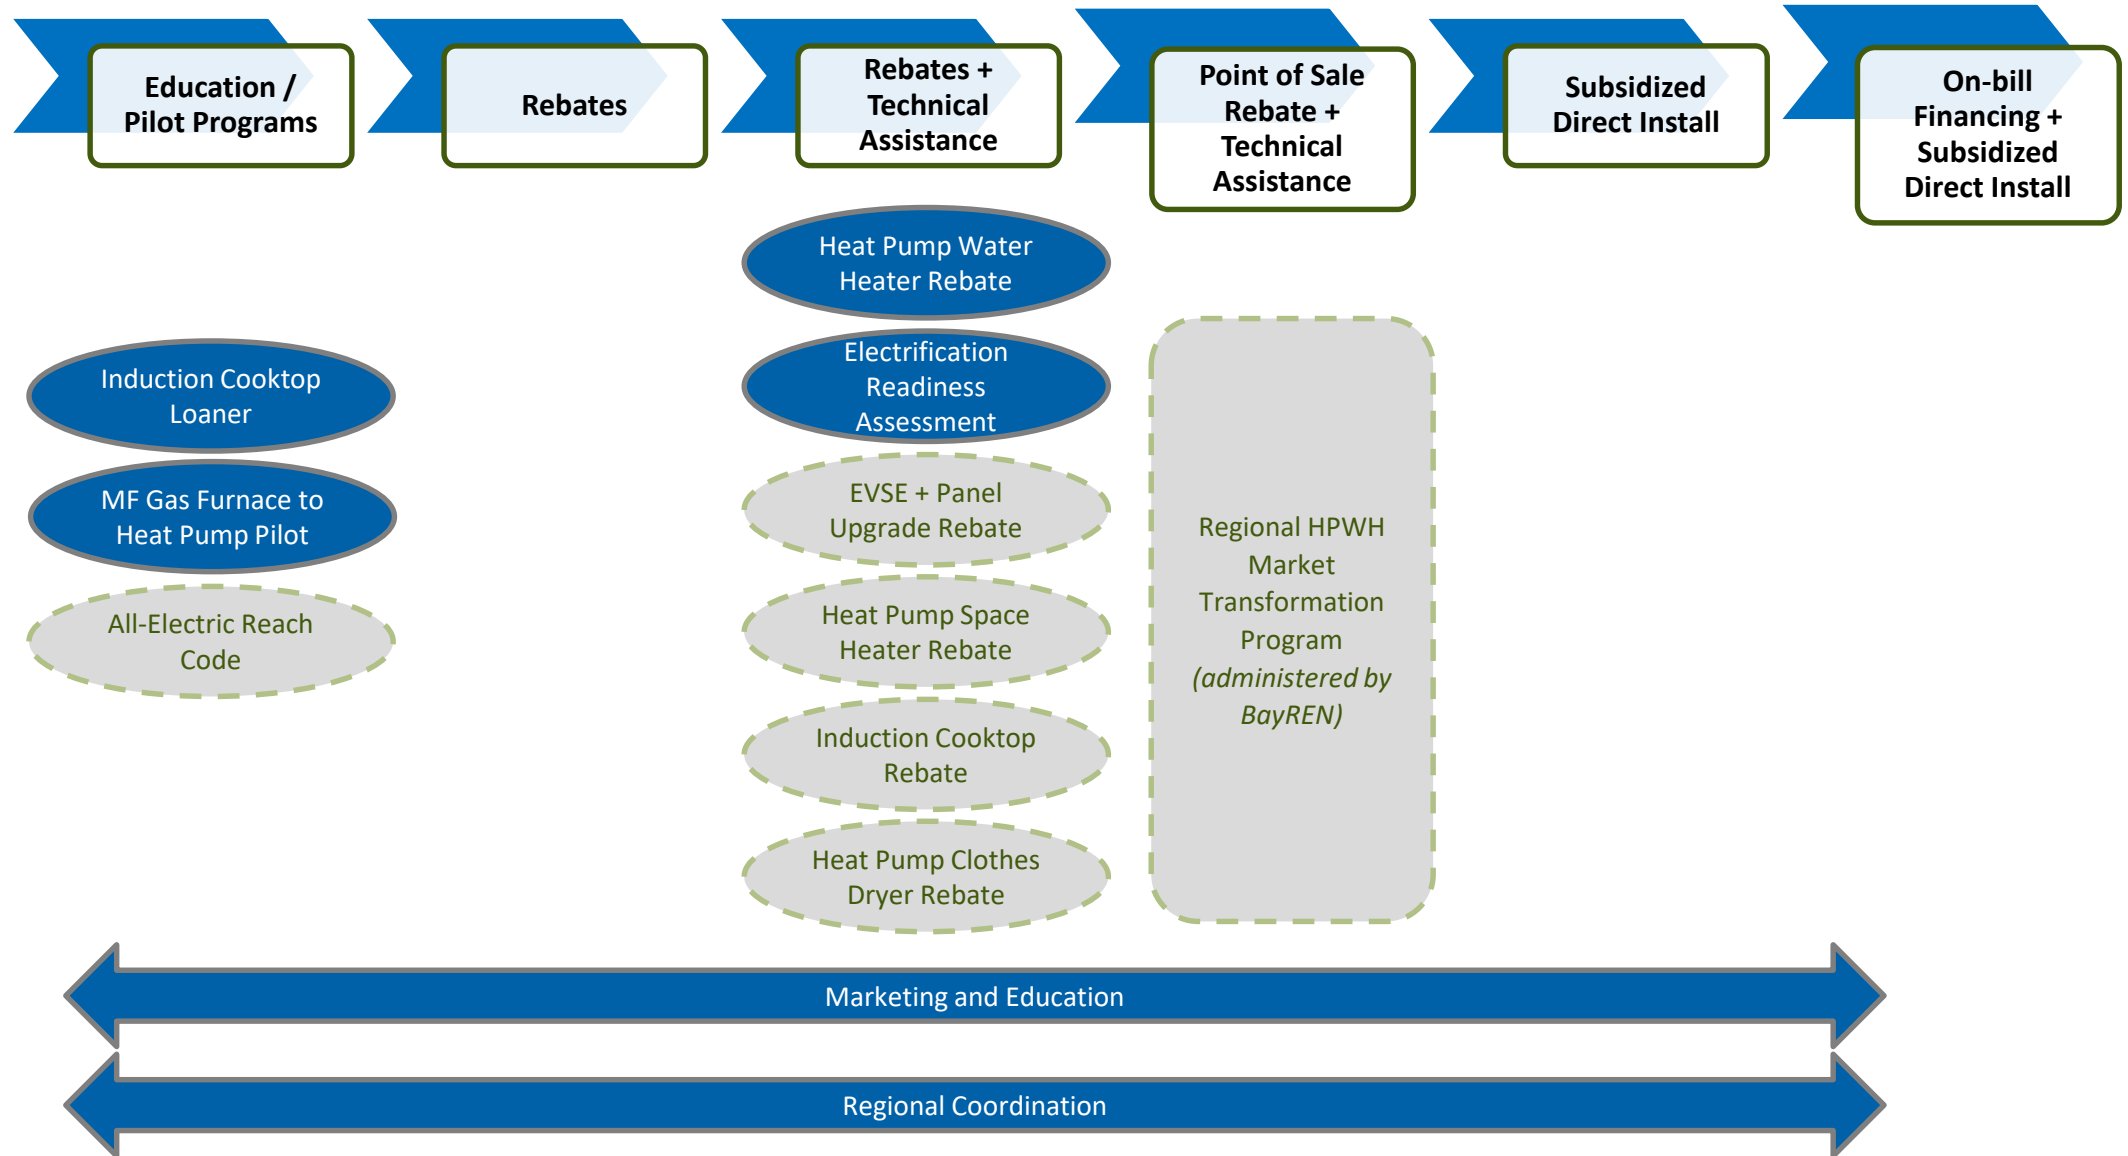 Education /
Pilot Programs
Rebates
Rebates +
Technical
Assistance
Point of Sale
Rebate +
Technical
Assistance
Subsidized
Direct Install
On-bill
Financing +
Subsidized
Direct Install
Induction Cooktop
Loaner
MF Gas Furnace to
Heat Pump Pilot
All-Electric Reach
Code
Heat Pump Water
Heater Rebate
Electrification
Readiness
Assessment
EVSE + Panel
Upgrade Rebate
Heat Pump Space
Heater Rebate
Induction Cooktop
Rebate
Heat Pump Clothes
Dryer Rebate
Regional HPWH
Market
Transformation
Program
(administered by
BayREN)
Marketing and Education
Regional Coordination